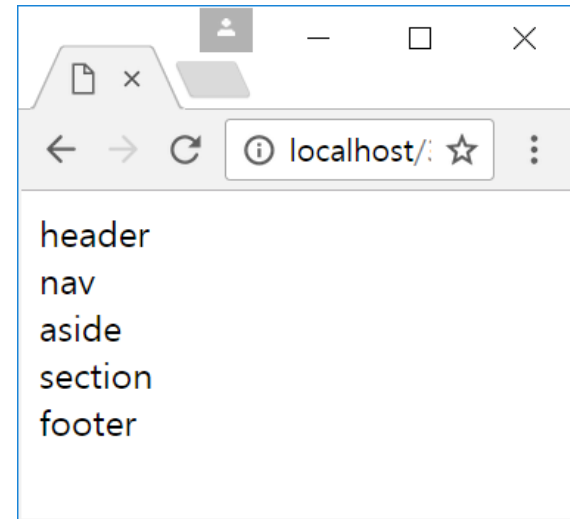 localhost/
header
nav
aside
section
footer